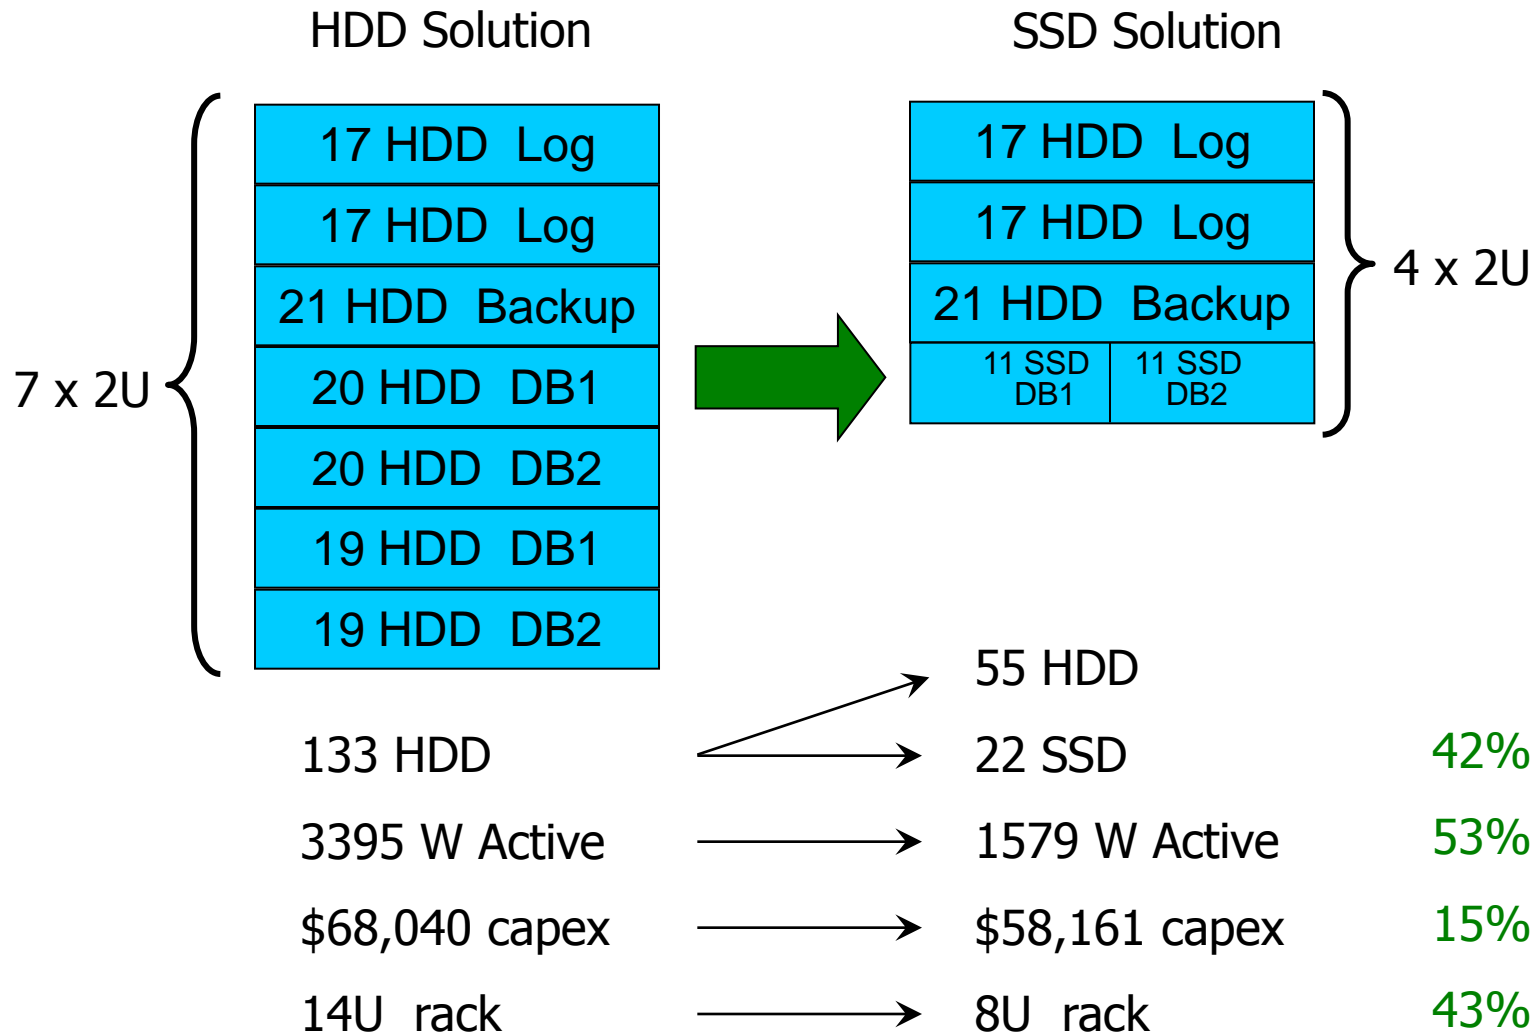 HDD Solution
SSD Solution
7 x 2U
17 HDD Log
17 HDD Log
21 HDD Backup
20 HDD DB1
20 HDD DB2
19 HDD DB1
19 HDD DB2
17 HDD Log
17 HDD Log
21 HDD Backup
11 SSD
DB1
11 SSD
DB2
4 x 2U
55 HDD
133 HDD
22 SSD
42%
3395 W Active
1579 W Active
53%
$68,040 capex
$58,161 capex
15%
14U rack
8U rack
43%